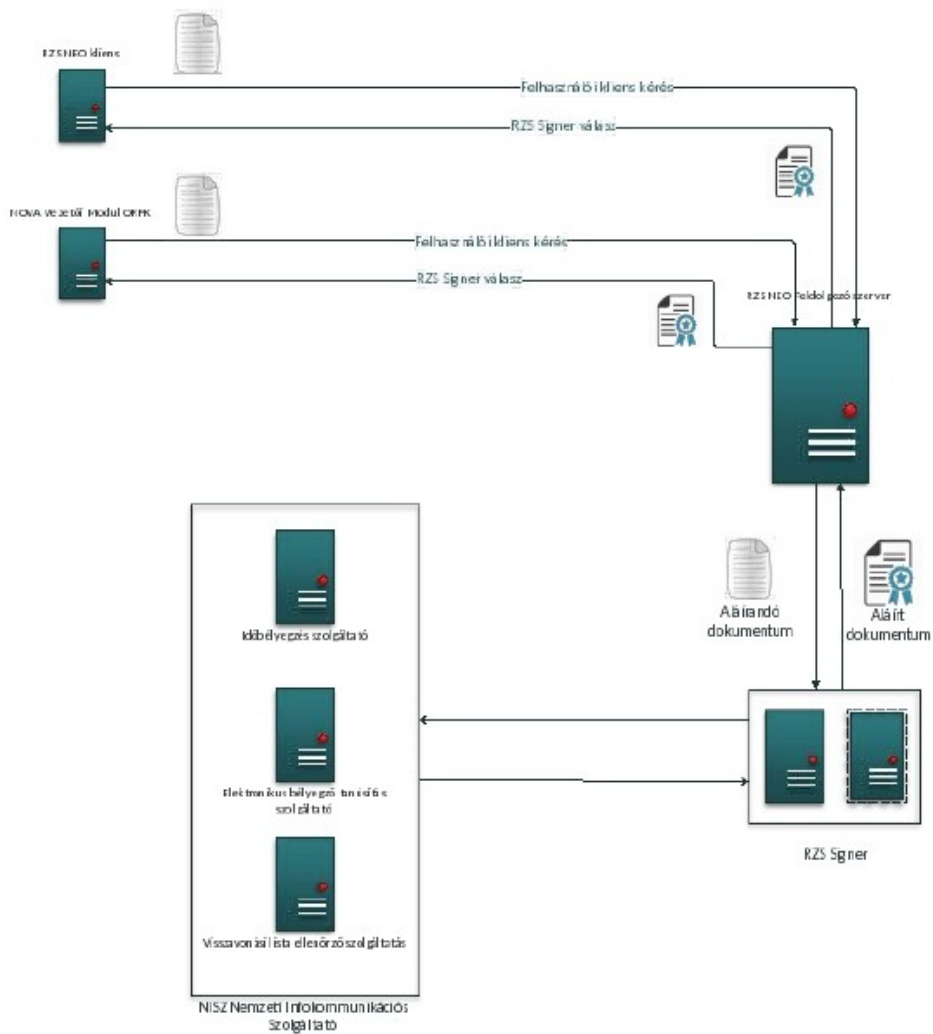 RZS NEO kliens
Felhasználói kliens kérés
RZS Signer válasz
NOVA Vezetői Modul ORFK
Felhasználói kliens kérés
RZS Signer válasz
RZS NEO Feldolgozó szerver
Aláírandó
dokumentum
Aláírt
dokumentum
Időbélyegzés szolgáltató
Elektronikus bélyegző tanúsítás
szolgáltató
Visszavonási lista ellenőrző szolgáltatás
RZS Signer
NISZ Nemzeti Infokommunikációs
Szolgáltató